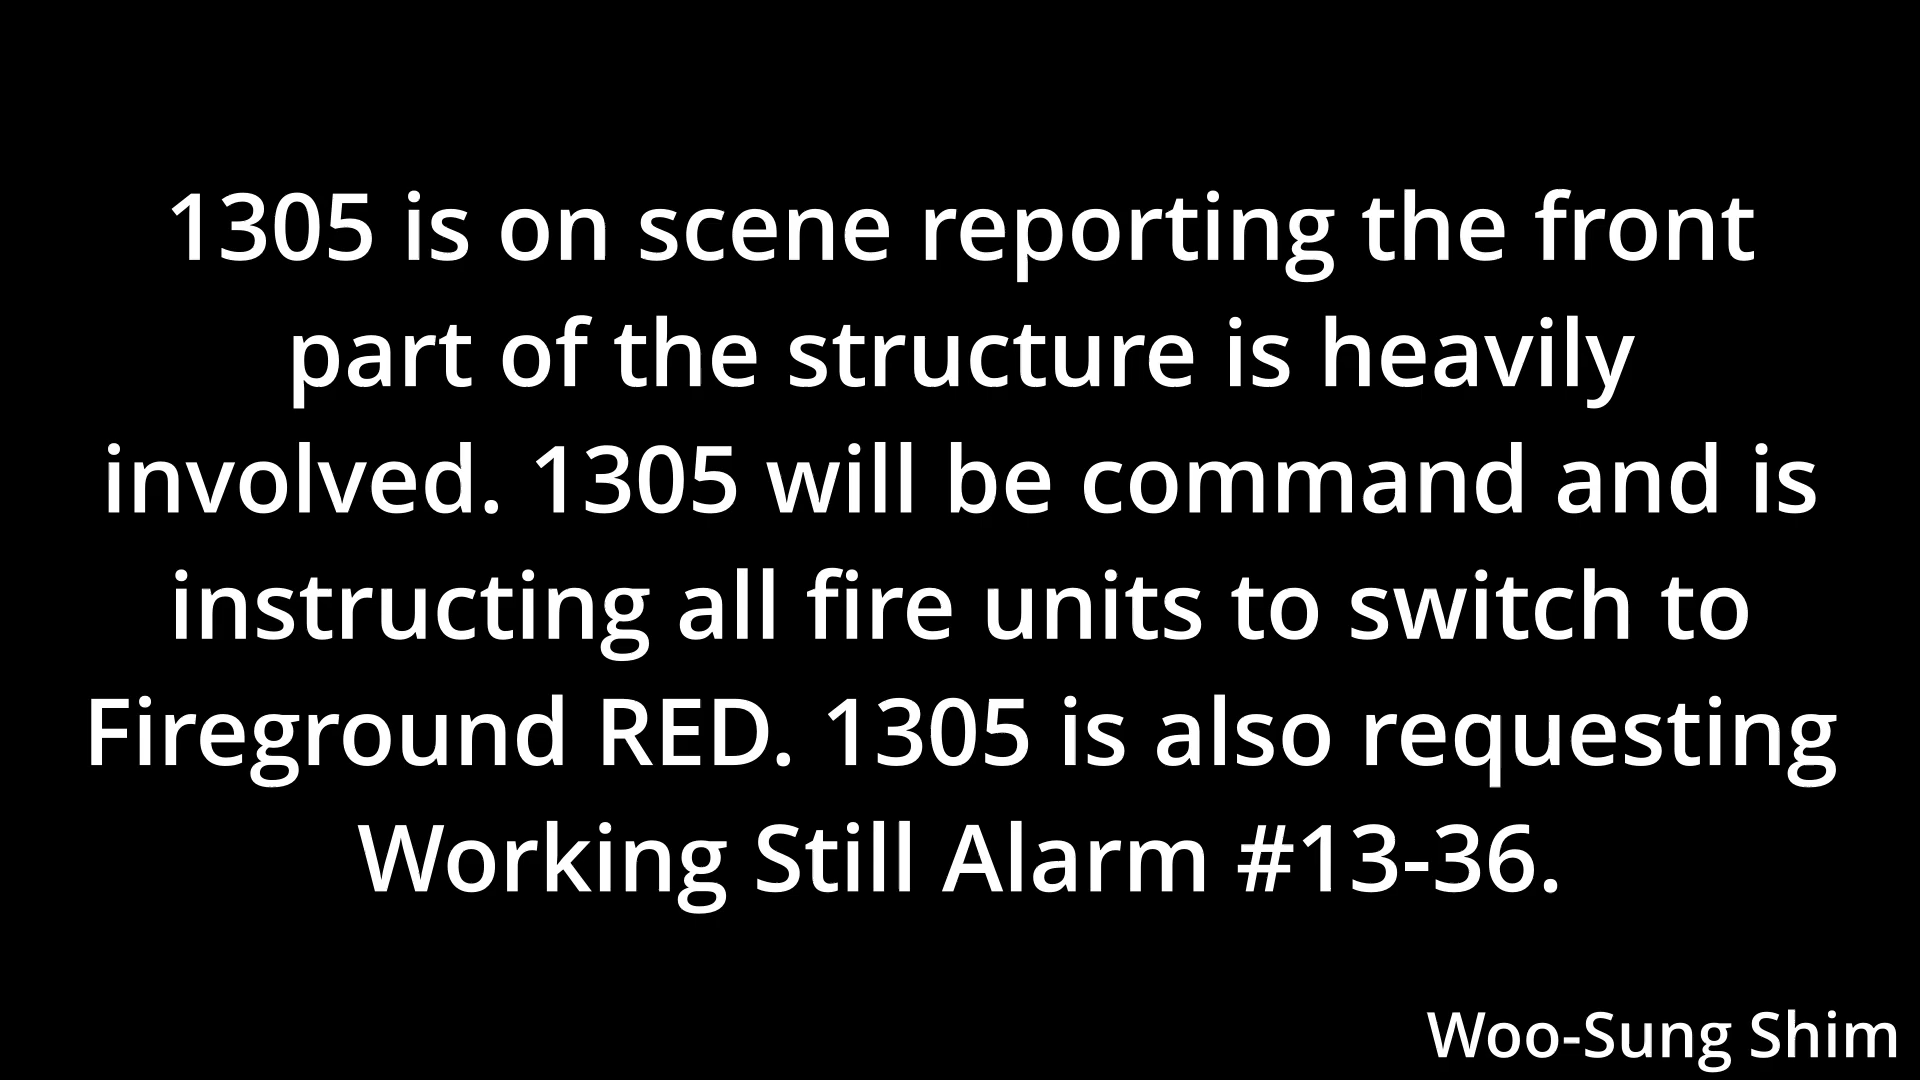 1305 is on scene reporting the front
part of the structure is heavily
involved. 1305 will be command and is
instructing all fire units to switch to
Fireground RED. 1305 is also requesting
Working Still Alarm #13-36.
Woo-Sung Shim